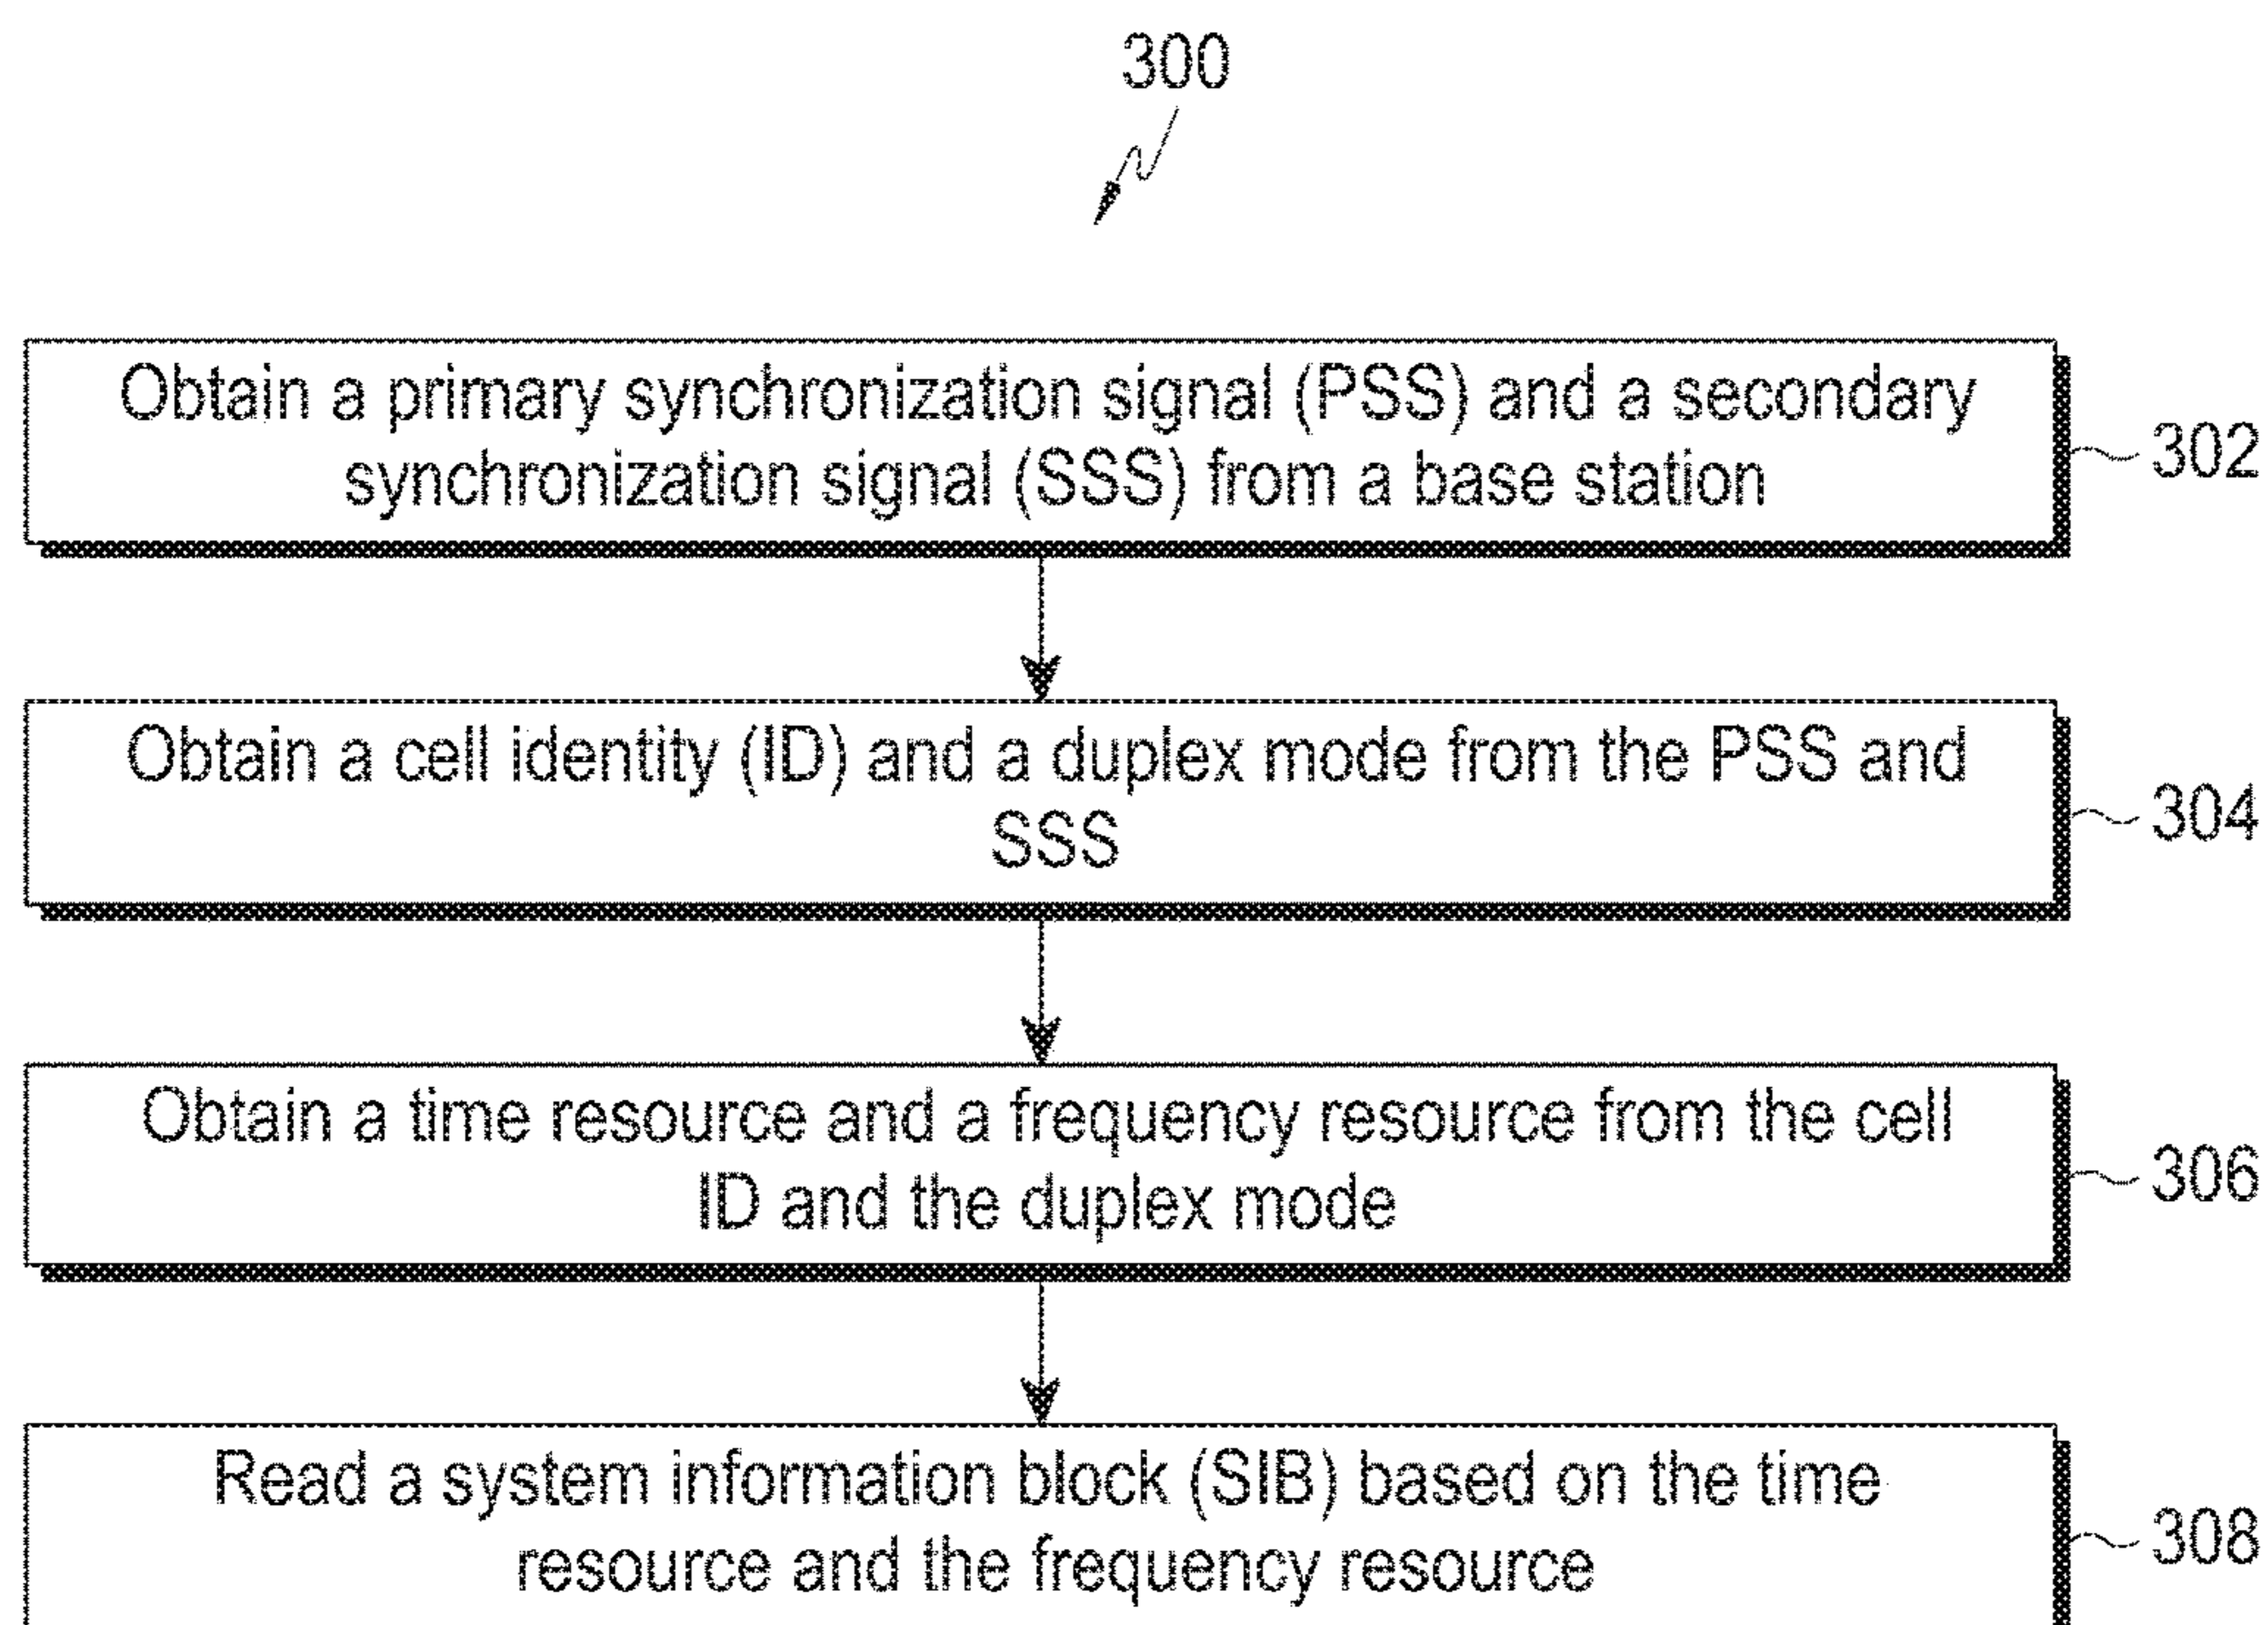 300
Obtain a primary synchronization signal (PSS) and a secondary
synchronization signal (SSS) from a base station
302
Obtain a cell identity (ID) and a duplex mode from the PSS and
SSS
304
Obtain a time resource and a frequency resource from the cell
ID and the duplex mode
306
Read a system information block (SIB) based on the time
resource and the frequency resource
308